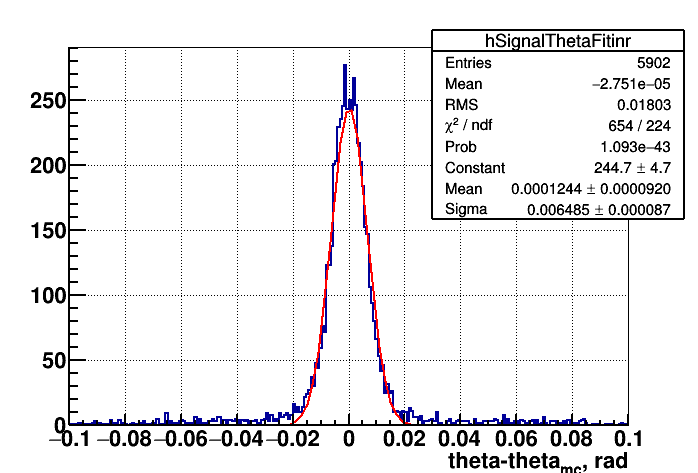 hSignalThetaFitinr
Entries 5902
Mean −2.751e−05
RMS 0.01803
χ² / ndf 654 / 224
Prob 1.093e−43
Constant 244.7 ± 4.7
Mean 0.0001244 ± 0.0000920
Sigma 0.006485 ± 0.000087
250
200
150
100
50
0
−0.1 −0.08 −0.06 −0.04 −0.02 0 0.02 0.04 0.06 0.08 0.1
theta-theta_mc, rad